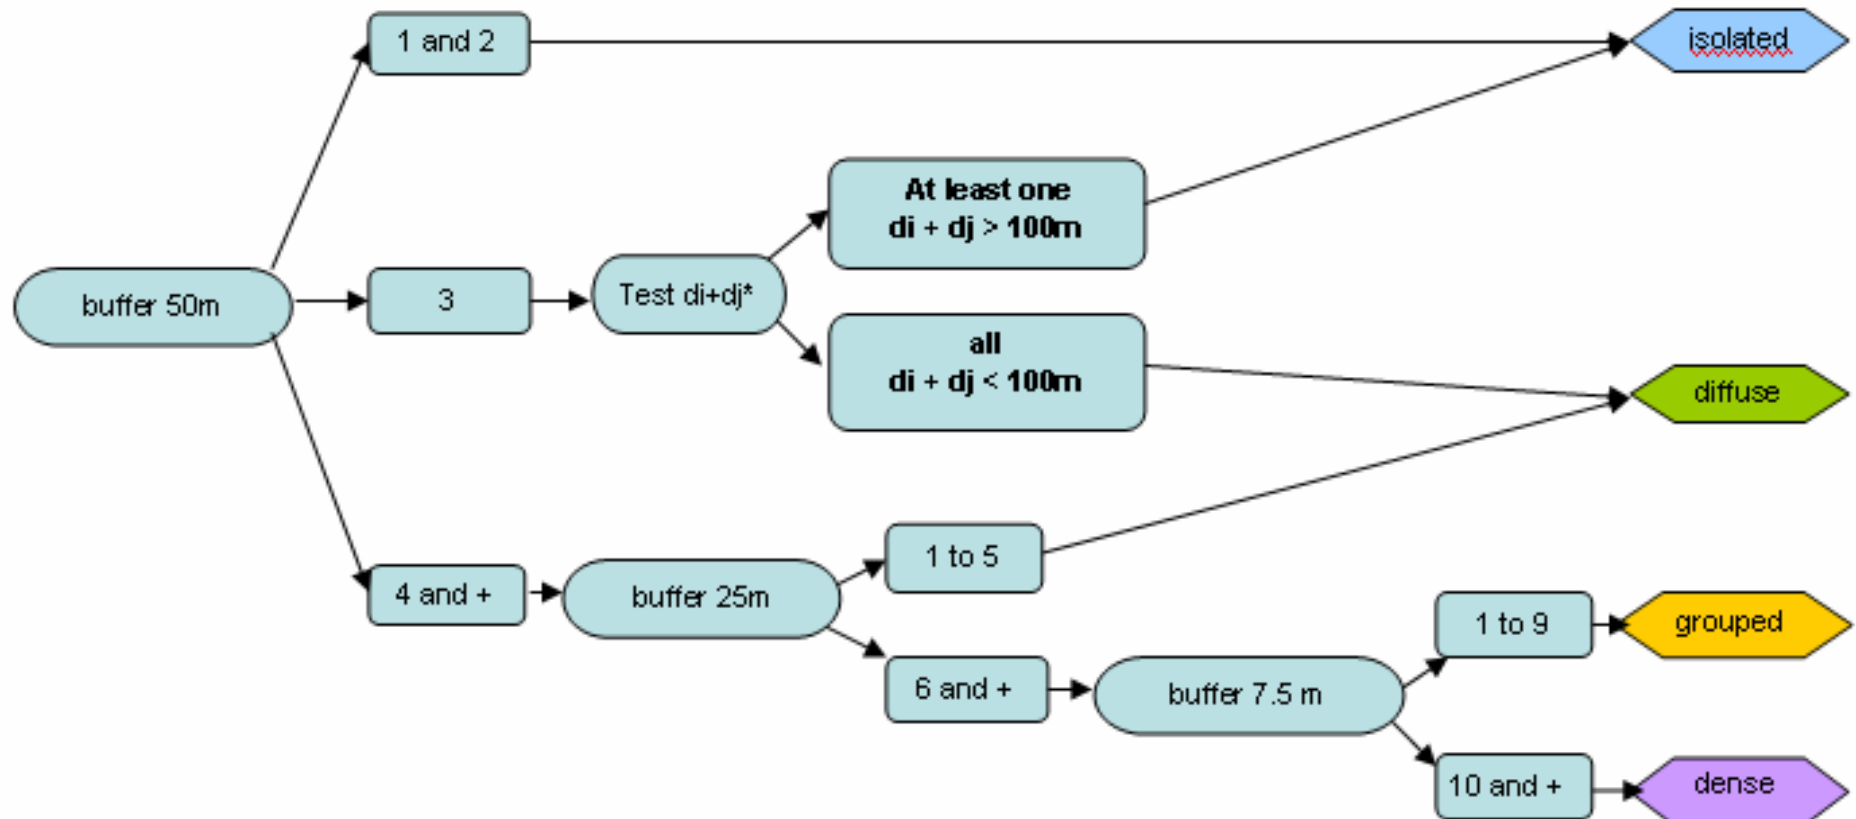 1 and 2
isolated
At least one
di + dj > 100m
buffer 50m
3
Test di+dj*
all
di + dj < 100m
diffuse
4 and +
buffer 25m
1 to 5
6 and +
buffer 7.5 m
1 to 9
grouped
10 and +
dense